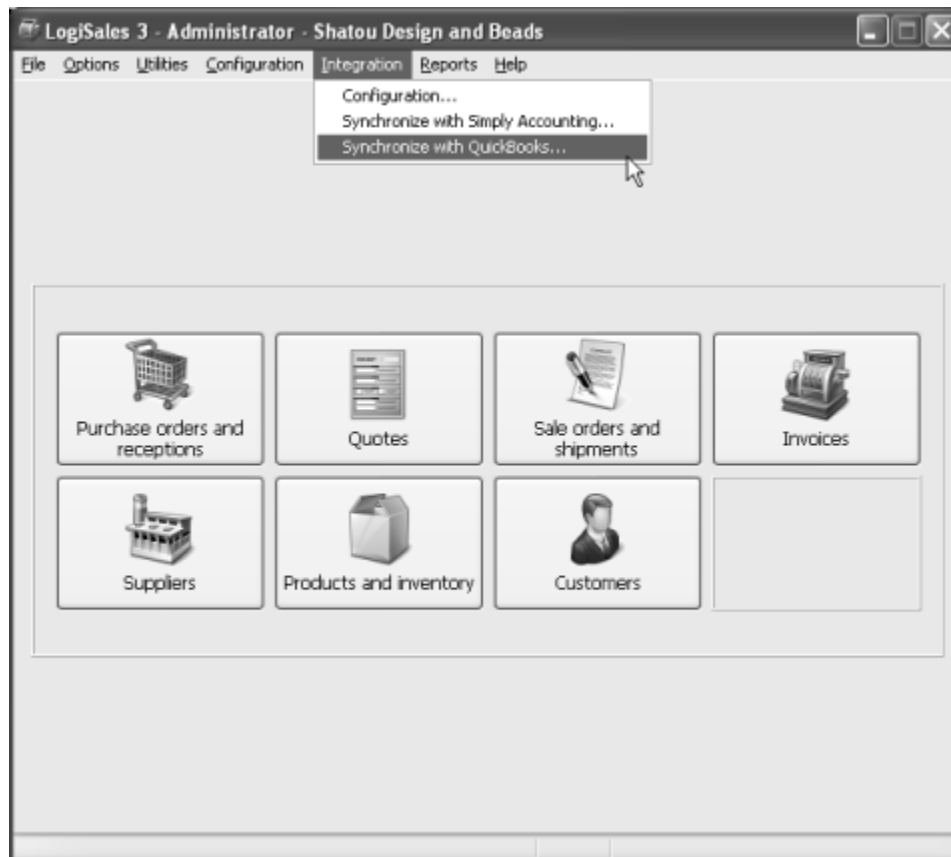 LogiSales 3 - Administrator - Shatou Design and Beads
File Options Utilities Configuration Integration Reports Help
Configuration...
Synchronize with Simply Accounting...
Synchronize with QuickBooks...
Purchase orders and
receptions
Quotes
Sale orders and
shipments
Invoices
Suppliers
Products and inventory
Customers